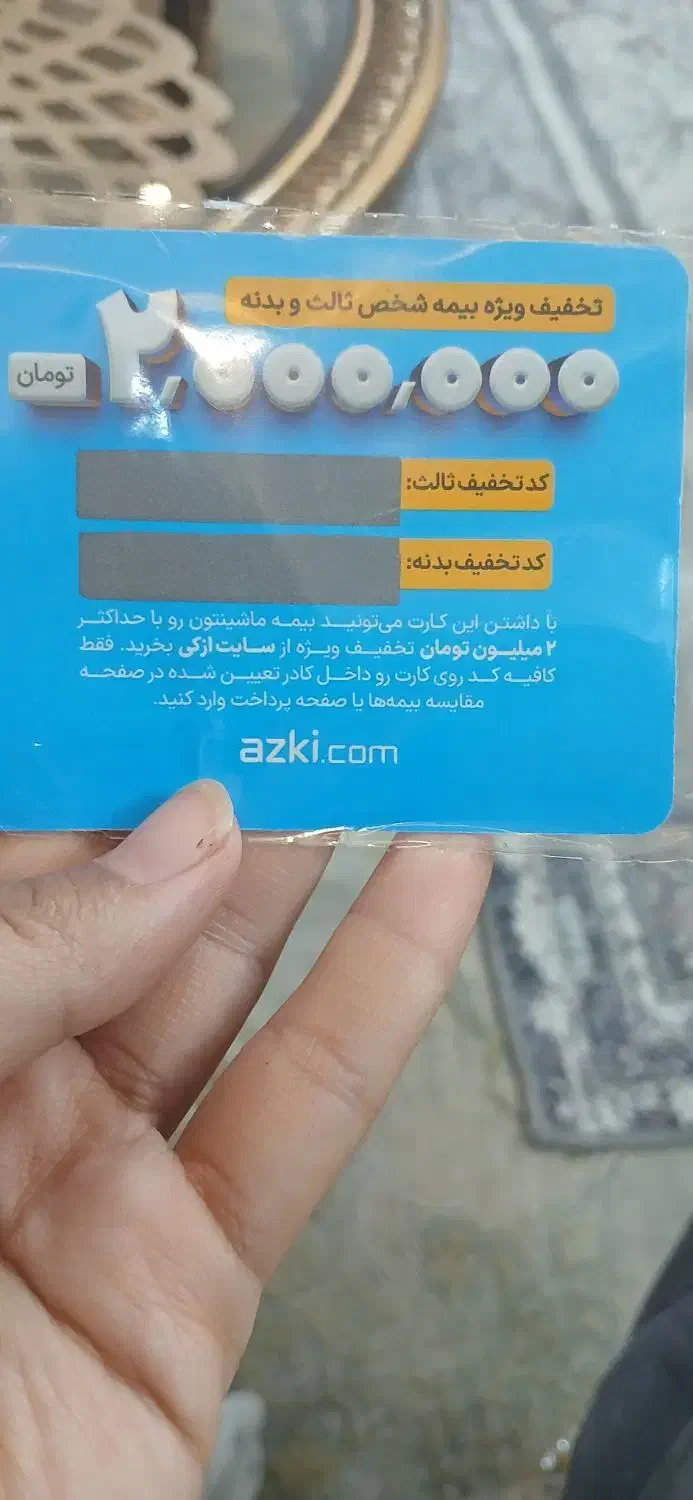 تخفیف ویژه بیمه شخص ثالث و بدنه
۲,۰۰۰,۰۰۰ تومان
کد تخفیف ثالث:
کد تخفیف بدنه:
با داشتن این کارت می‌تونید بیمه ماشینتون رو با حداکثر
۲ میلیون تومان تخفیف ویژه از سایت ازکی بخرید. فقط
کافیه کد روی کارت رو داخل کادر تعیین شده در صفحه
مقایسه بیمه‌ها یا صفحه پرداخت وارد کنید.
azki.com